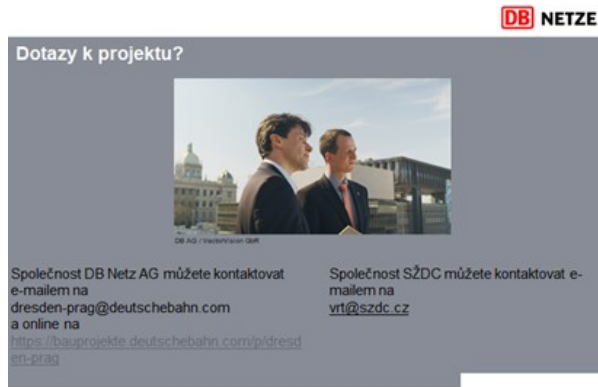 DB NETZE
Dotazy k projektu?
DB AG / VectorVision GbR
Společnost DB Netz AG můžete kontaktovat
e-mailem na
dresden-prag@deutschebahn.com
a online na
https://bauprojekte.deutschebahn.com/p/dresd
en-prag
Společnost SŽDC můžete kontaktovat e-
mailem na
vrt@szdc.cz